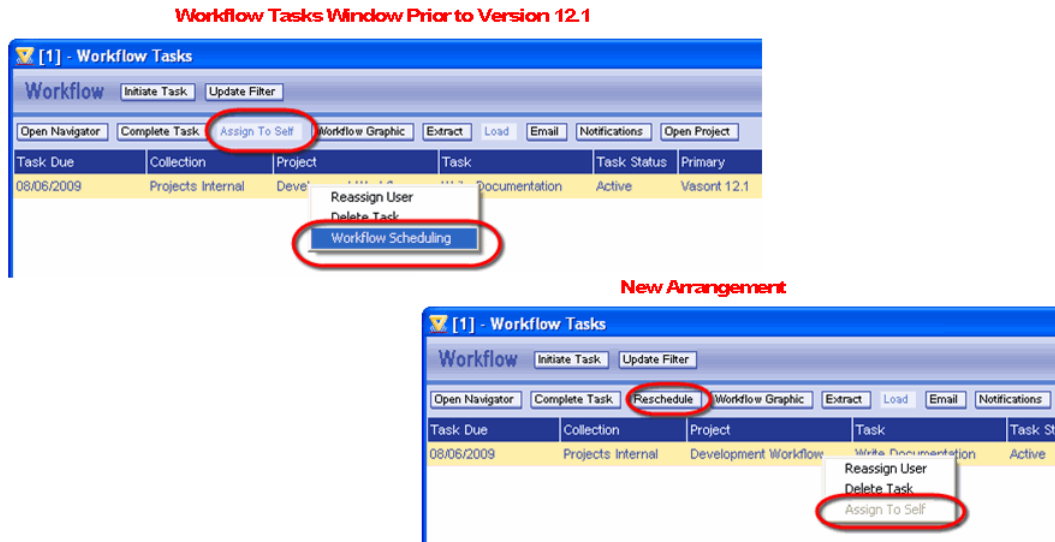 Workflow Tasks Window Prior to Version 12.1
[1] - Workflow Tasks
Workflow Initiate Task Update Filter
Open Navigator Complete Task Assign To Self Workflow Graphic Extract Load Email Notifications Open Project
Task Due Collection Project Task Task Status Primary
08/06/2009 Projects Internal Documentation Active Vasont 12.1
Reassign User
Delete Task
Workflow Scheduling
New Arrangement
[1] - Workflow Tasks
Workflow Initiate Task Update Filter
Open Navigator Complete Task Reschedule Workflow Graphic Extract Load Email Notifications
Task Due Collection Project Task Task St
08/06/2009 Projects Internal Development Workflow Write Documentation Active
Reassign User
Delete Task
Assign To Self